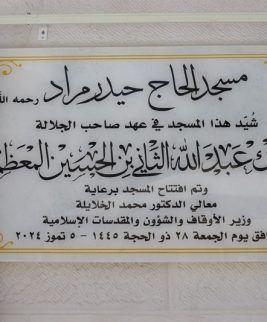 مسجد الحاج حيدر مراد رحمه الله
شُيّد هذا المسجد في عهد صاحب الجلالة
عبدالله الثاني بن الحسين المعظم
وتم افتتاح المسجد برعاية
معالي الدكتور محمد الخلايلة
وزير الأوقاف والشؤون والمقدسات الإسلامية
يوم الجمعة ٢٨ ذو الحجة ١٤٤٥ - ٥ تموز ٢٠٢٤